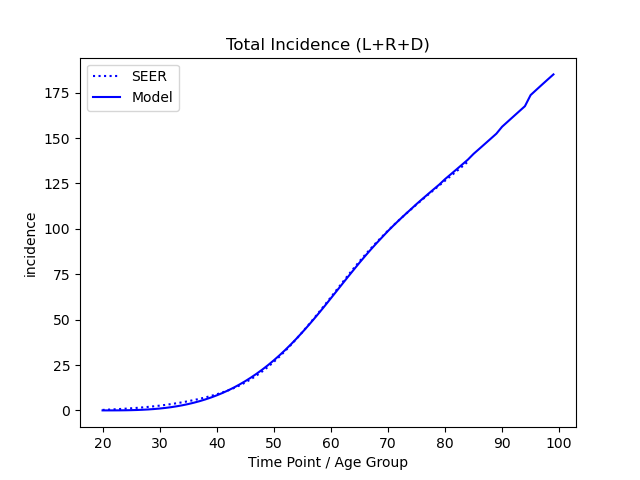 Total Incidence (L+R+D)
SEER
Model
175
150
125
100
75
50
25
0
incidence
20 30 40 50 60 70 80 90 100
Time Point / Age Group